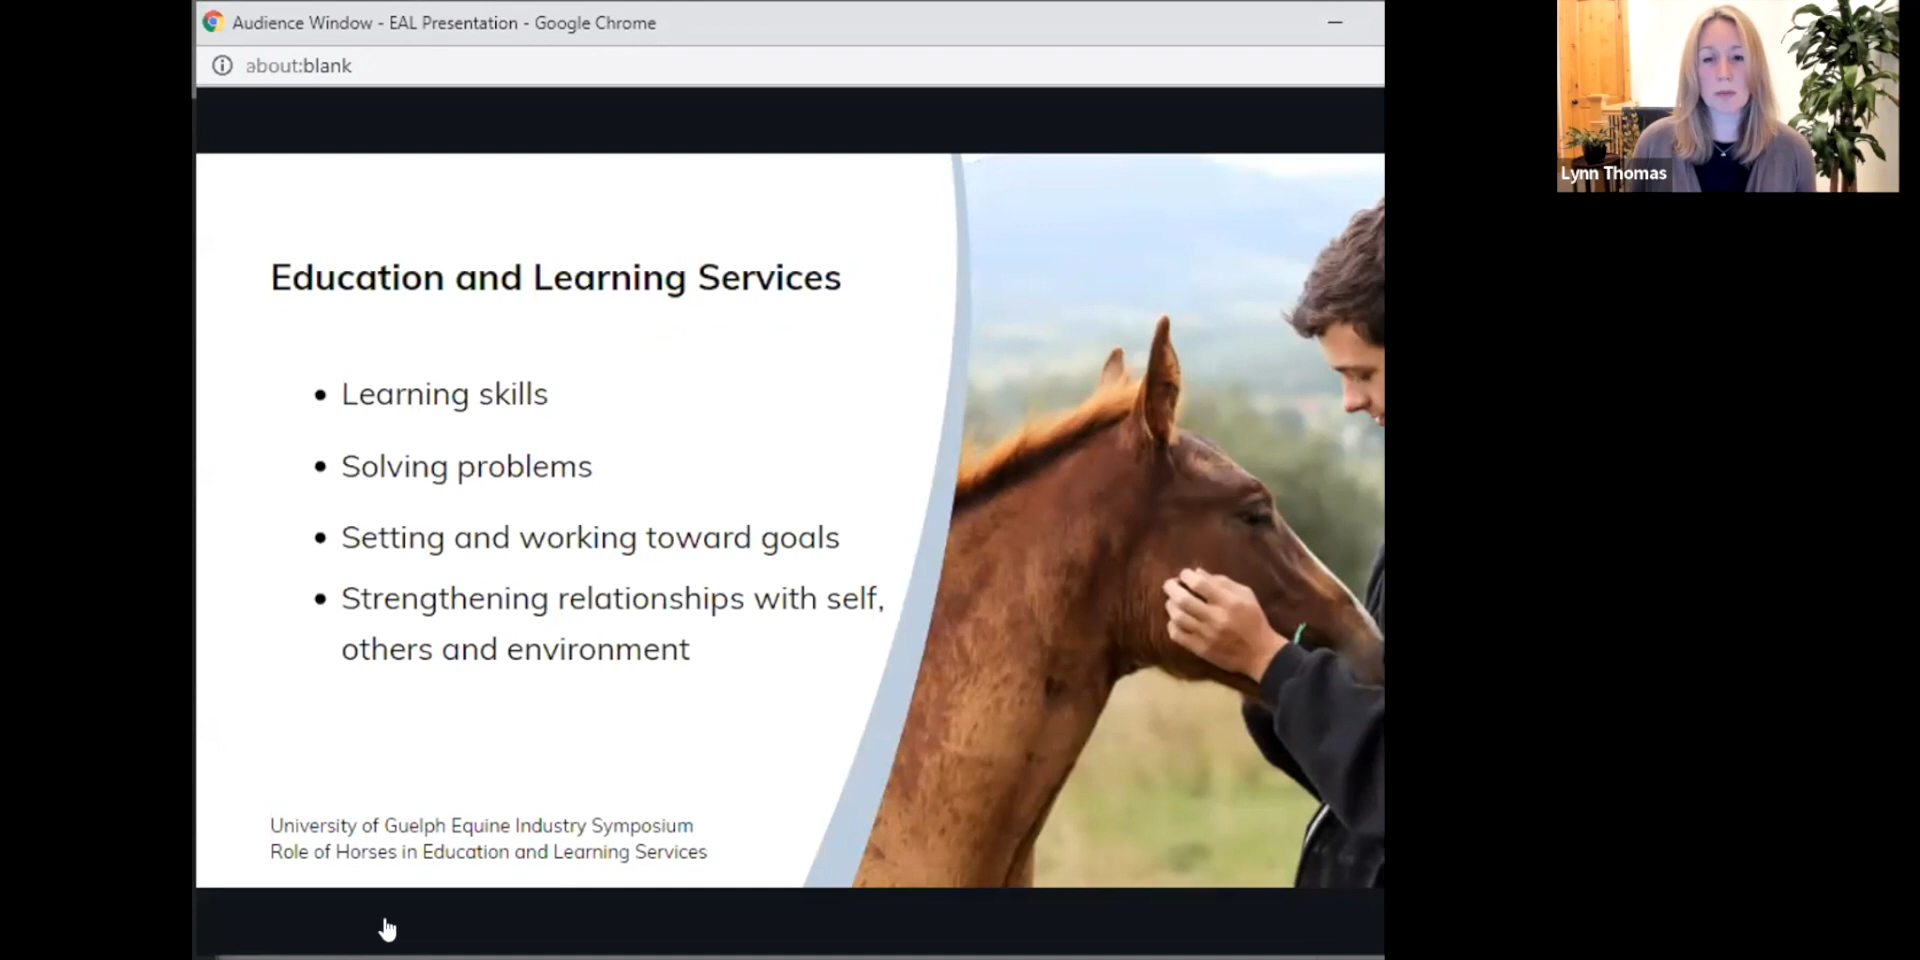 Audience Window - EAL Presentation - Google Chrome
about:blank
Lynn Thomas
Education and Learning Services
• Learning skills
• Solving problems
• Setting and working toward goals
• Strengthening relationships with self,
others and environment
University of Guelph Equine Industry Symposium
Role of Horses in Education and Learning Services